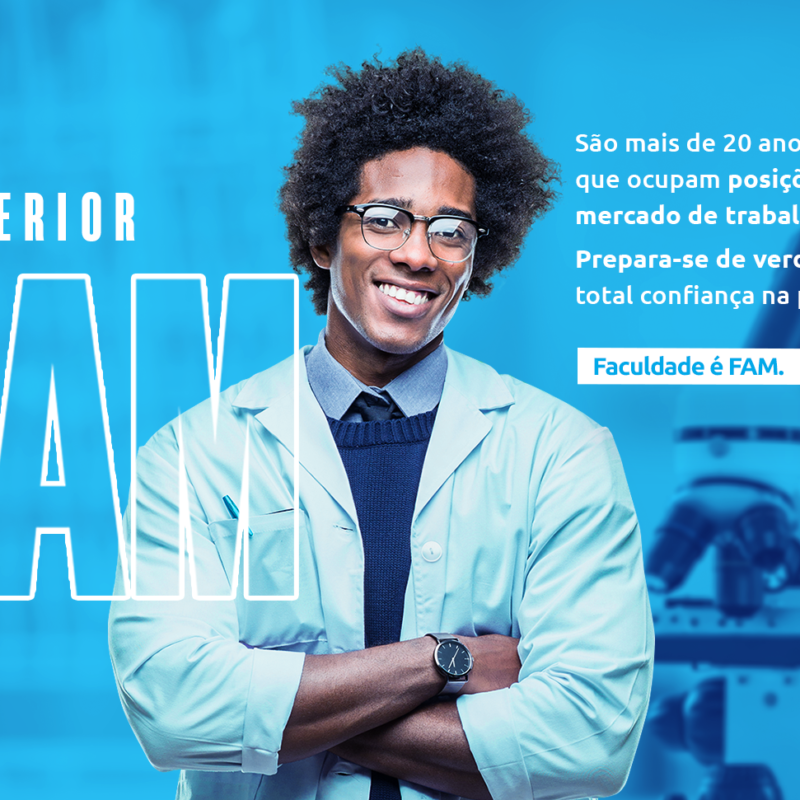 ERIOR
AM
São mais de 20 ano
que ocupam posiçõ
mercado de trabal
Prepara-se de verd
total confiança na p
Faculdade é FAM.